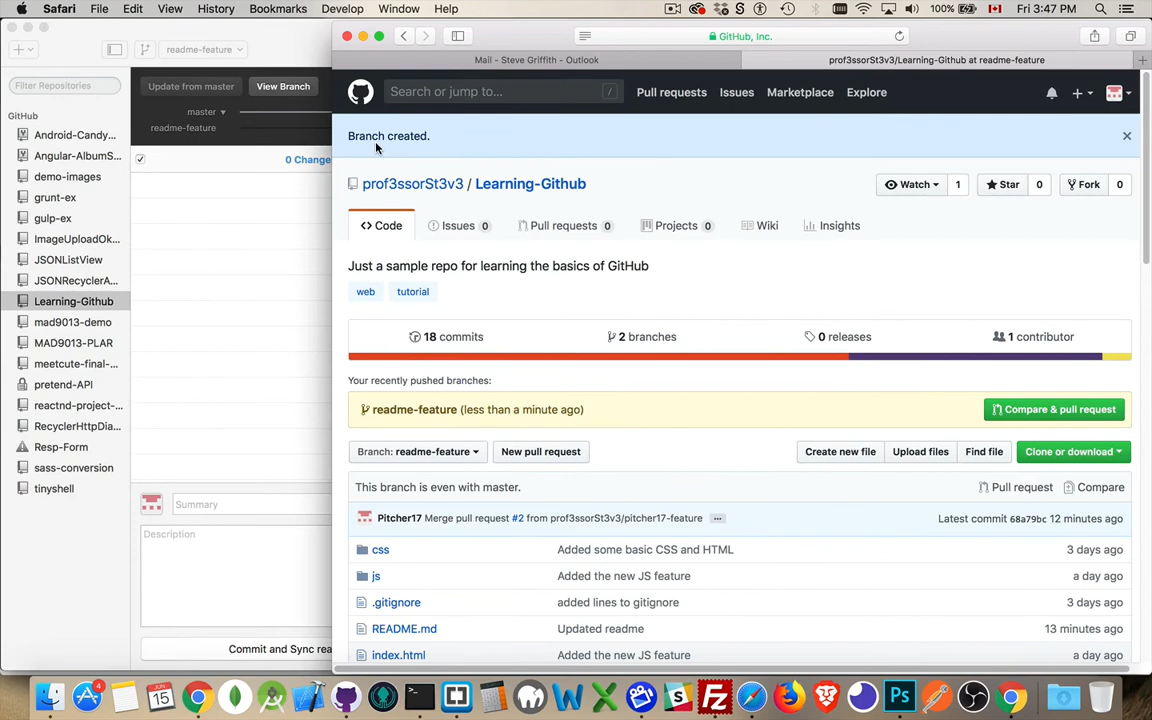 Safari File Edit View History Bookmarks Develop Window Help 100% Fri 3:47 PM
readme-feature
GitHub, Inc.
Mail - Steve Griffith - Outlook
prof3ssorSt3v3/Learning-Github at readme-feature
Filter Repositories
GitHub
Android-Candy...
Angular-AlbumS...
demo-images
grunt-ex
gulp-ex
ImageUploadOk...
JSONListView
JSONRecyclerA...
Learning-Github
mad9013-demo
MAD9013-PLAR
meetcute-final-...
pretend-API
reactnd-project-...
RecyclerHttpDia...
Resp-Form
sass-conversion
tinyshell
Update from master
View Branch
master
readme-feature
0 Change
Summary
Description
Commit and Sync rea
Search or jump to... /
Pull requests Issues Marketplace Explore
Branch created.
prof3ssorSt3v3 / Learning-Github
Watch 1 Star 0 Fork 0
Code Issues 0 Pull requests 0 Projects 0 Wiki Insights
Just a sample repo for learning the basics of GitHub
web tutorial
18 commits 2 branches 0 releases 1 contributor
Your recently pushed branches:
readme-feature (less than a minute ago)
Compare & pull request
Branch: readme-feature New pull request Create new file Upload files Find file Clone or download
This branch is even with master. Pull request Compare
Pitcher17 Merge pull request #2 from prof3ssorSt3v3/pitcher17-feature ... Latest commit 68a79bc 12 minutes ago
css Added some basic CSS and HTML 3 days ago
js Added the new JS feature a day ago
.gitignore added lines to gitignore 3 days ago
README.md Updated readme 13 minutes ago
index.html Added the new JS feature a day ago
4
15